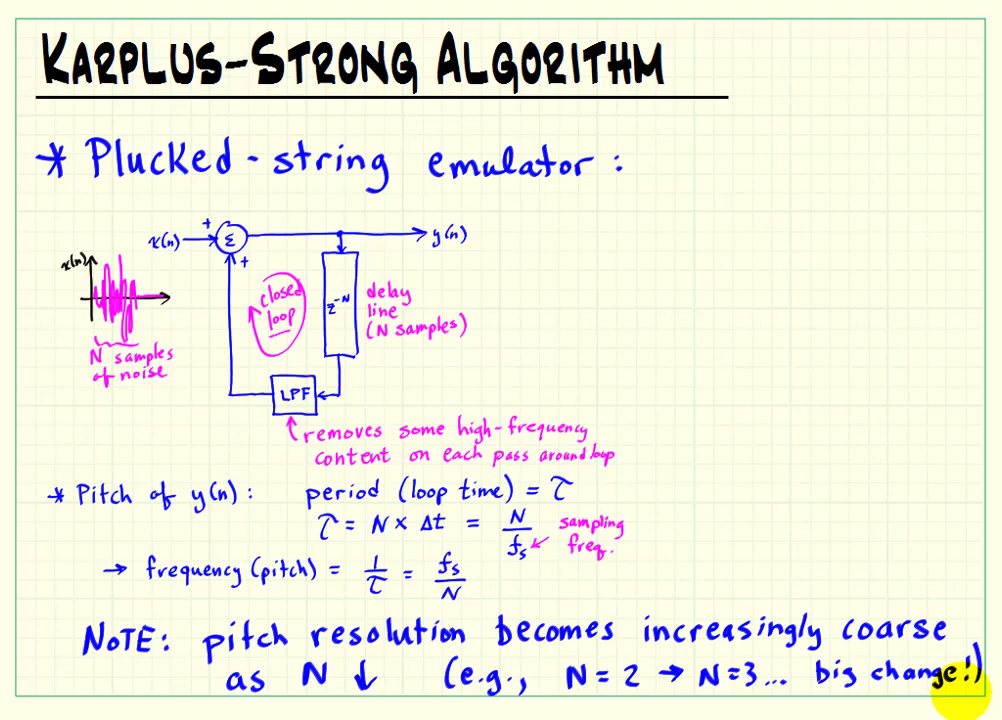 KARPLUS-STRONG ALGORITHM
* Plucked-string emulator:
x(n) + Σ y(n)
+
x(n)
closed
loop
z^-N
delay
line
(N samples)
N samples
of noise
LPF
removes some high-frequency
content on each pass around loop
* Pitch of y(n): period (loop time) = τ
τ = N × Δt = N/fs sampling freq.
→ frequency (pitch) = 1/τ = fs/N
NOTE: pitch resolution becomes increasingly coarse
as N ↓ (e.g., N = 2 → N = 3... big change!)